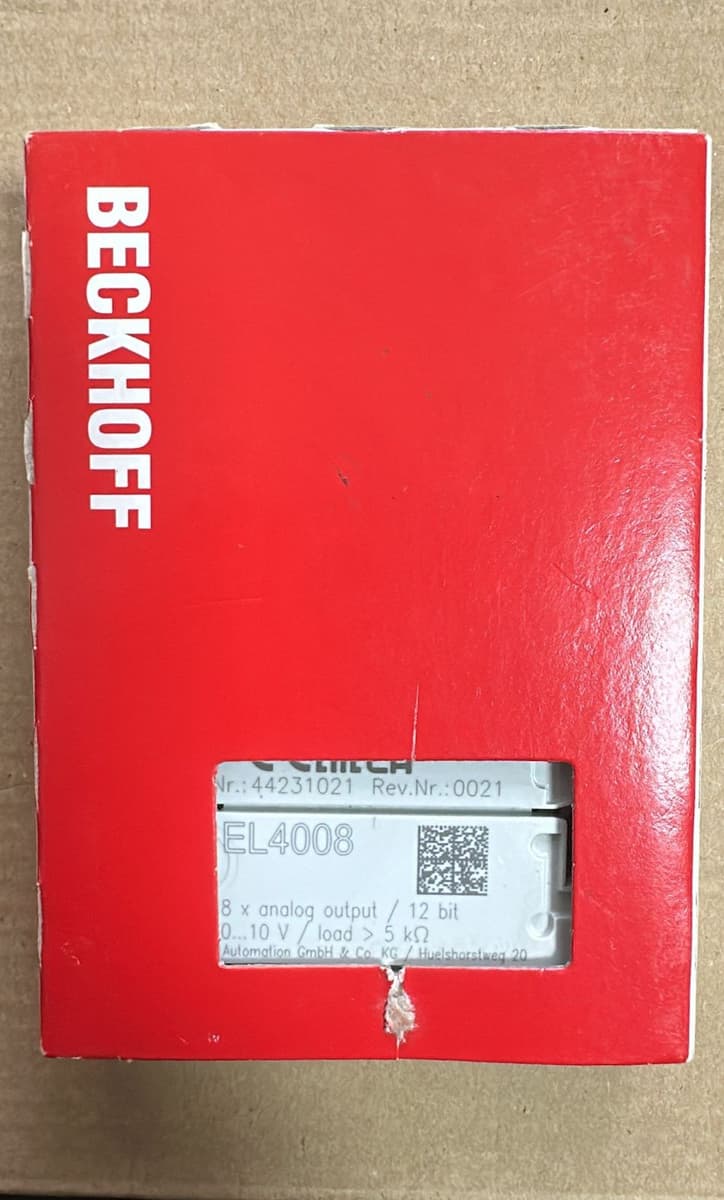 BECKHOFF
Nr.: 44231021 Rev.Nr.: 0021
EL4008
8 x analog output / 12 bit
0...10 V / load > 5 kΩ
Automation GmbH & Co. KG / Huelshorstweg 20